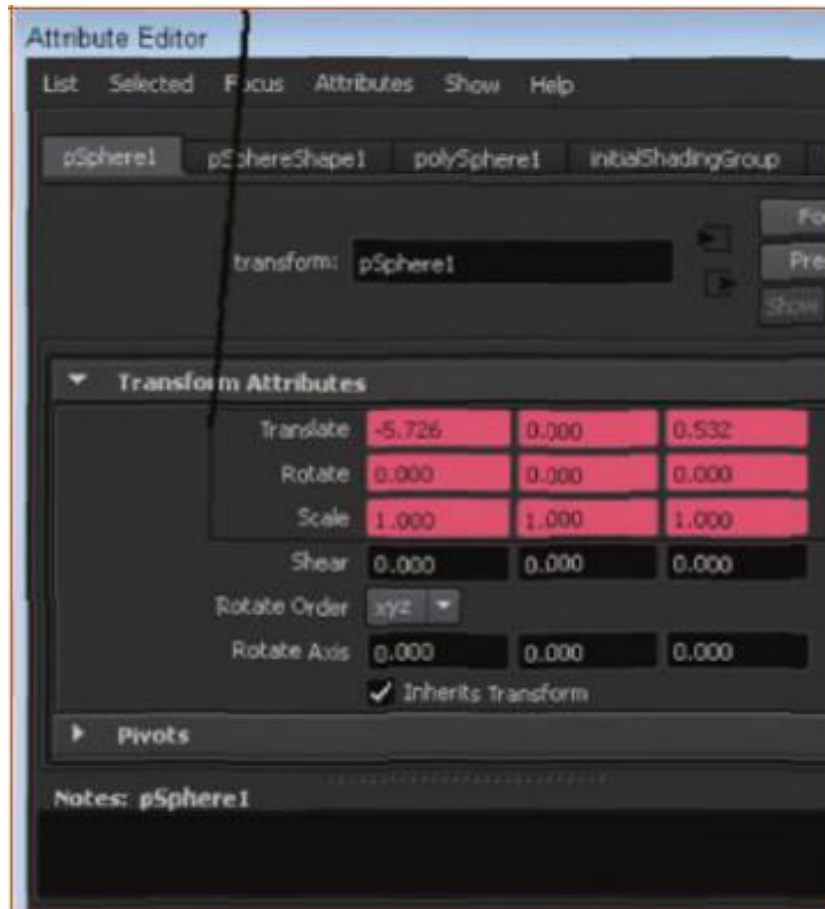 Attribute Editor
List Selected Focus Attributes Show Help
pSphere1 pSphereShape1 polySphere1 initialShadingGroup
transform: pSphere1
Show
Transform Attributes
Translate -5.726 0.000 0.532
Rotate 0.000 0.000 0.000
Scale 1.000 1.000 1.000
Shear 0.000 0.000 0.000
Rotate Order xyz
Rotate Axis 0.000 0.000 0.000
Inherits Transform
Pivots
Notes: pSphere1